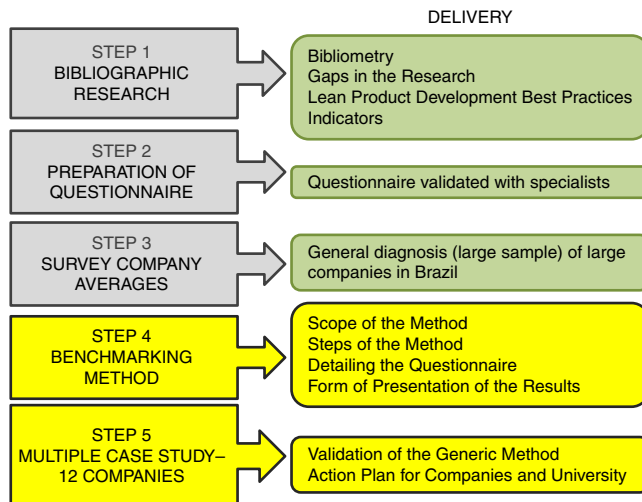 DELIVERY
STEP 1
BIBLIOGRAPHIC
RESEARCH
Bibliometry
Gaps in the Research
Lean Product Development Best Practices
Indicators
STEP 2
PREPARATION OF
QUESTIONNAIRE
Questionnaire validated with specialists
STEP 3
SURVEY COMPANY
AVERAGES
General diagnosis (large sample) of large
companies in Brazil
STEP 4
BENCHMARKING
METHOD
Scope of the Method
Steps of the Method
Detailing the Questionnaire
Form of Presentation of the Results
STEP 5
MULTIPLE CASE STUDY–
12 COMPANIES
Validation of the Generic Method
Action Plan for Companies and University